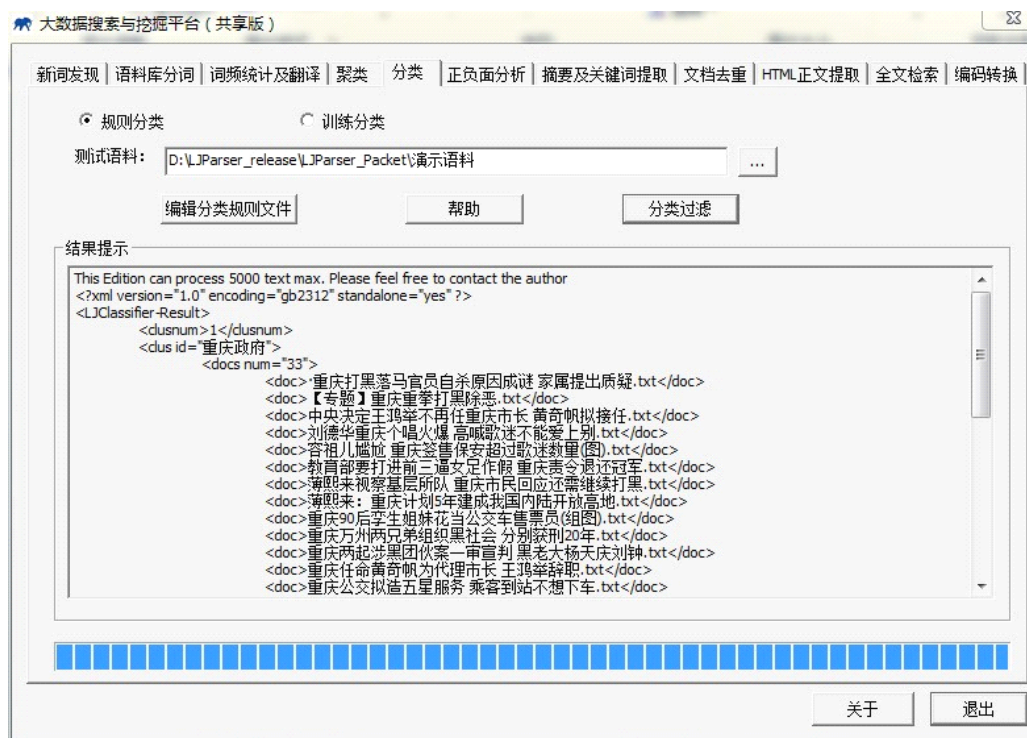 大数据搜素与挖掘平台（共享版）
新词发现 语料库分词 词频统计及翻译 聚类 分类 正负面分析 摘要及关键词提取 文档去重 HTML正文提取 全文检索 编码转换
规则分类 训练分类
测试语料： D:\LJParser_release\LJParser_Packet\演示语料 ...
编辑分类规则文件 帮助 分类过滤
结果提示
This Edition can process 5000 text max. Please feel free to contact the author
<?xml version="1.0" encoding="gb2312" standalone="yes" ?>
<LJClassifier-Result>
<clusnum>1</clusnum>
<clus id="重庆政府">
<docs num="33">
<doc>·重庆打黑落马官员自杀原因成谜 家属提出质疑.txt</doc>
<doc>【专题】重庆重拳打黑除恶.txt</doc>
<doc>中央决定王鸿举不再任重庆市长 黄奇帆拟接任.txt</doc>
<doc>刘德华重庆个唱火爆 高喊歌迷不能爱上别.txt</doc>
<doc>容祖儿尴尬 重庆签售保安超过歌迷数量(图).txt</doc>
<doc>教育部要打进前三逼女足作假 重庆责令退还冠军.txt</doc>
<doc>薄熙来视察基层所队 重庆市民回应还需继续打黑.txt</doc>
<doc>薄熙来：重庆计划5年建成我国内陆开放高地.txt</doc>
<doc>重庆90后孪生姐妹花当公交车售票员(组图).txt</doc>
<doc>重庆万州两兄弟组织黑社会 分别获刑20年.txt</doc>
<doc>重庆两起涉黑团伙案一审宣判 黑老大杨天庆刘钟.txt</doc>
<doc>重庆任命黄奇帆为代理市长 王鸿举辞职.txt</doc>
<doc>重庆公交拟造五星服务 乘客到站不想下车.txt</doc>
关于 退出